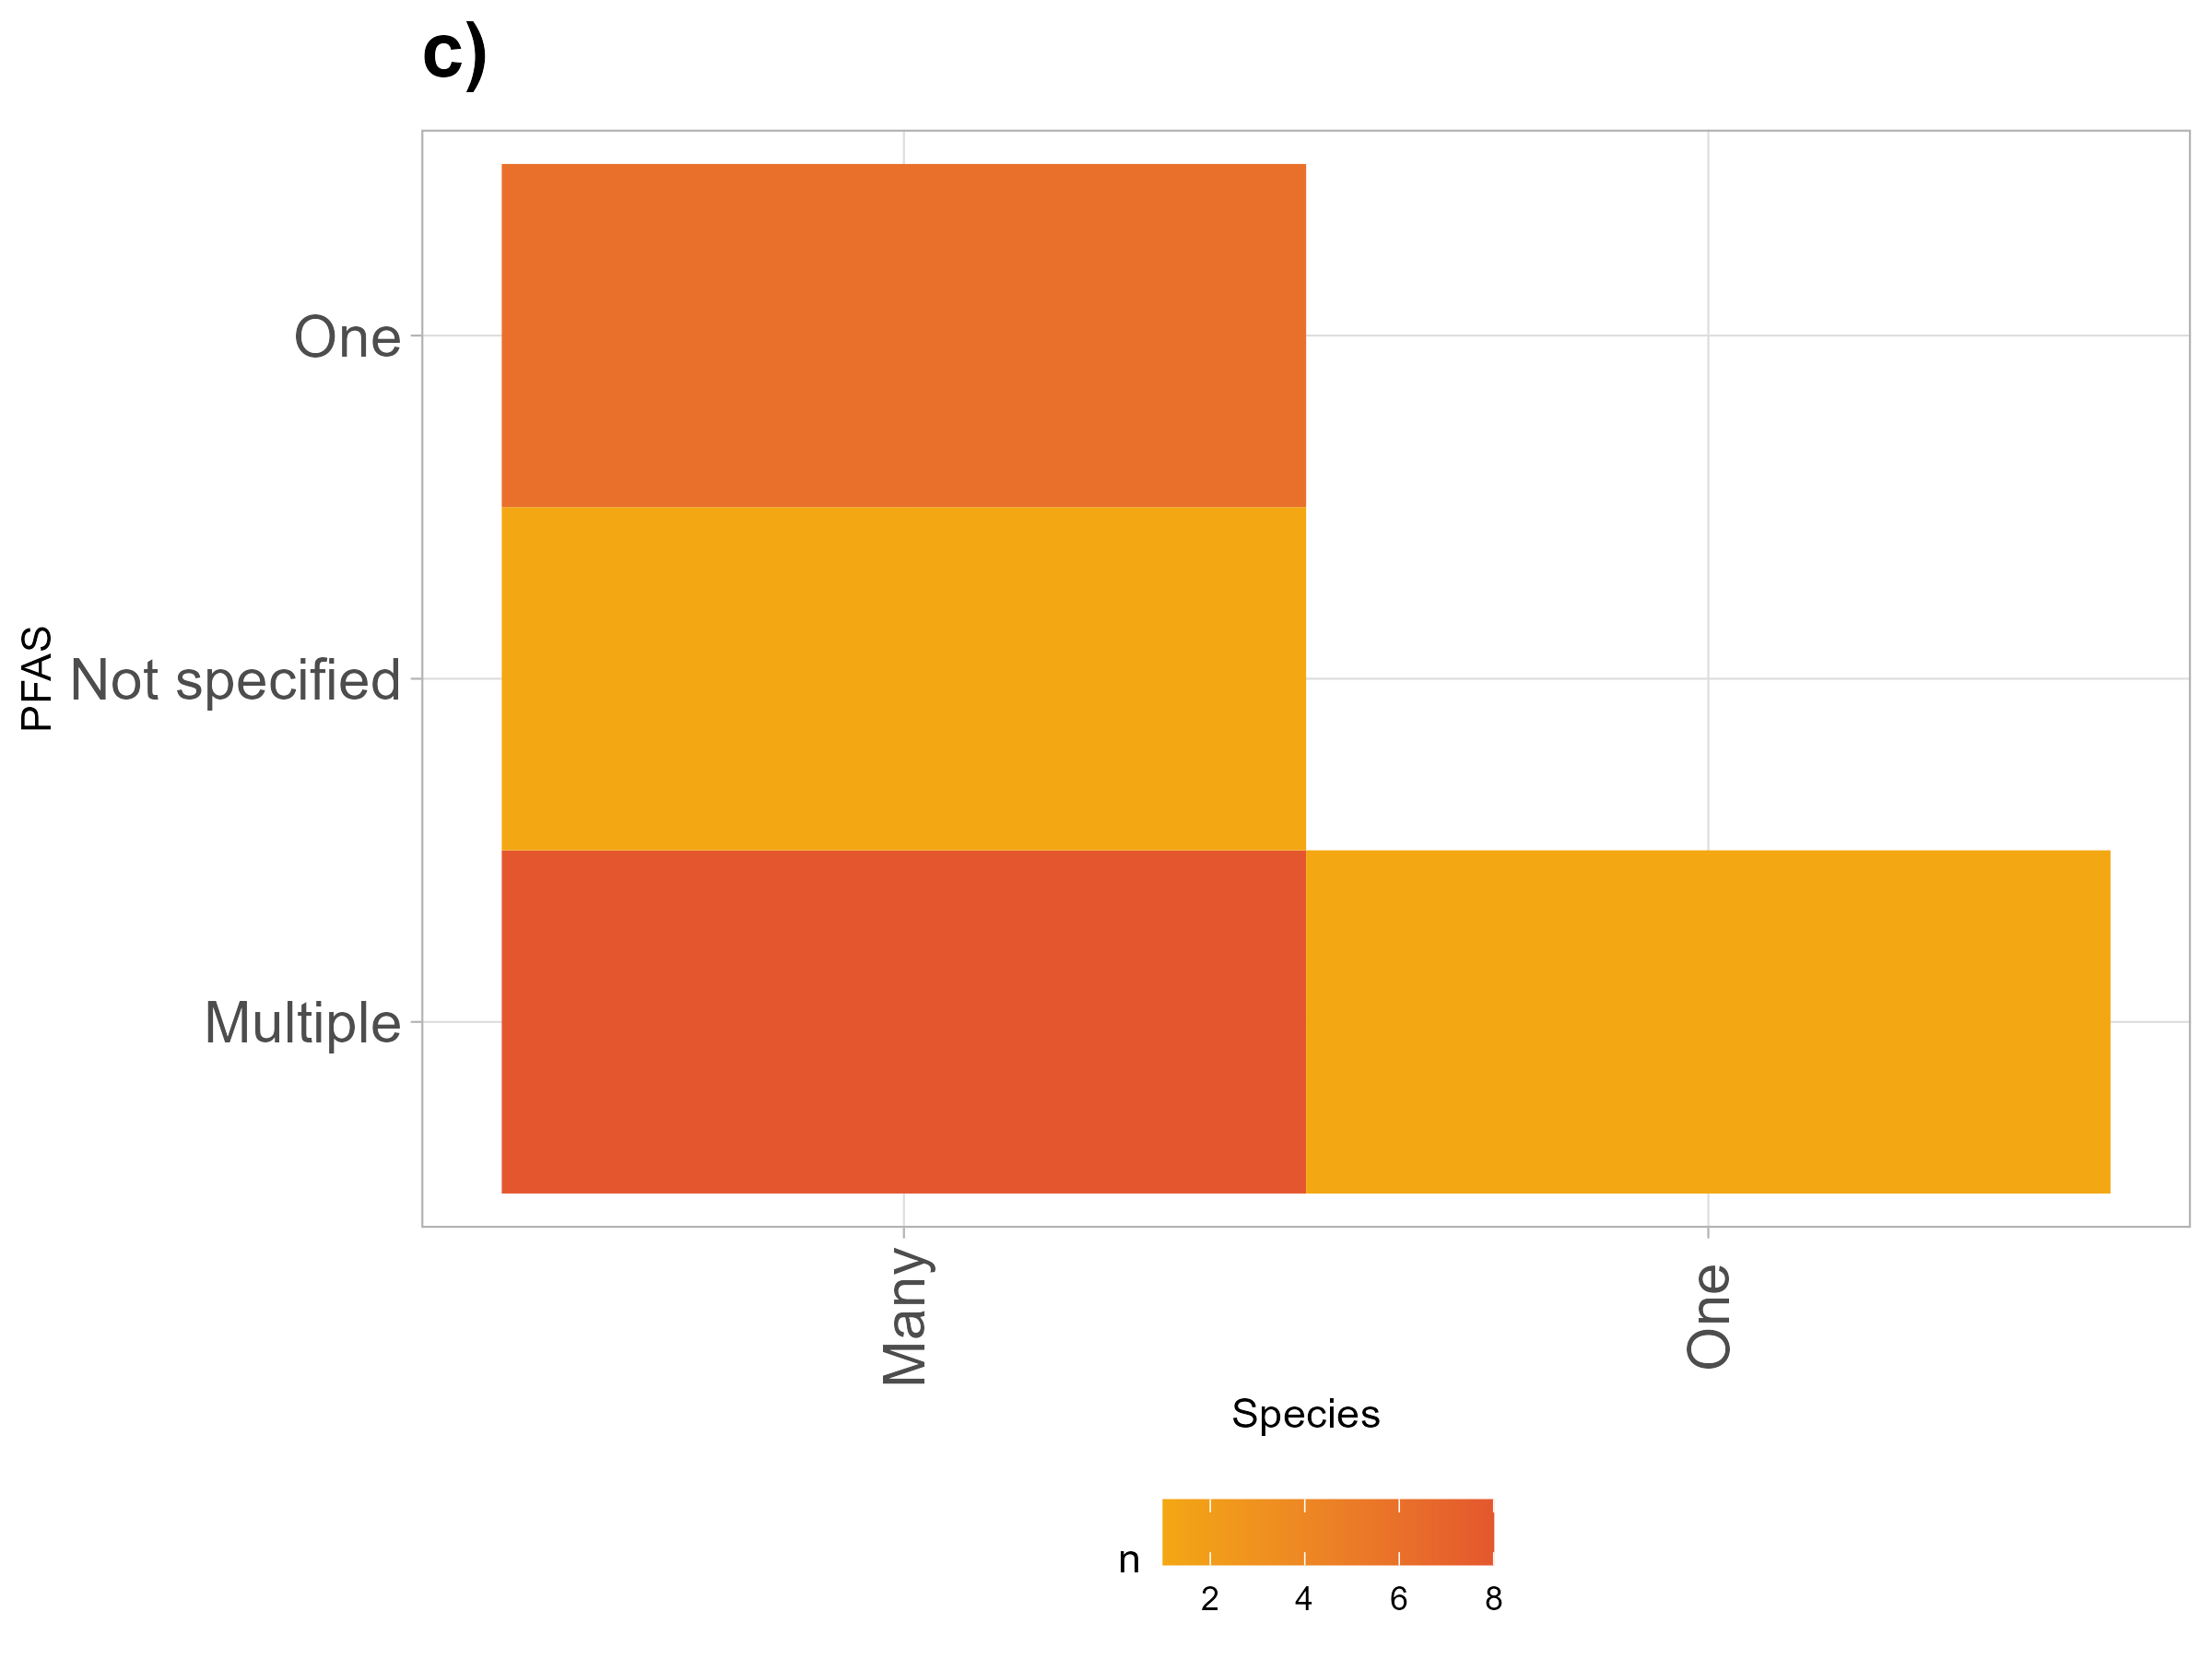 c)
PFAS
One
Not specified
Multiple
Many
One
Species
n
2 4 6 8